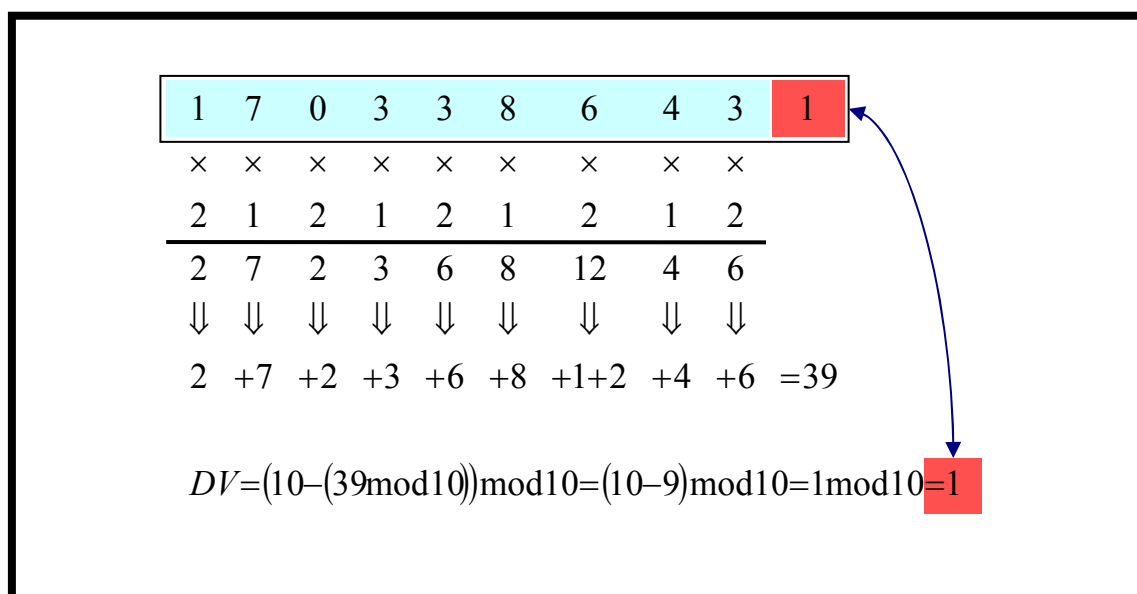 1 7 0 3 3 8 6 4 3 1
× × × × × × × × ×
2 1 2 1 2 1 2 1 2
2 7 2 3 6 8 12 4 6
⇓ ⇓ ⇓ ⇓ ⇓ ⇓ ⇓ ⇓ ⇓
2 +7 +2 +3 +6 +8 +1+2 +4 +6 =39
DV=(10−(39mod10))mod10=(10−9)mod10=1mod10=1